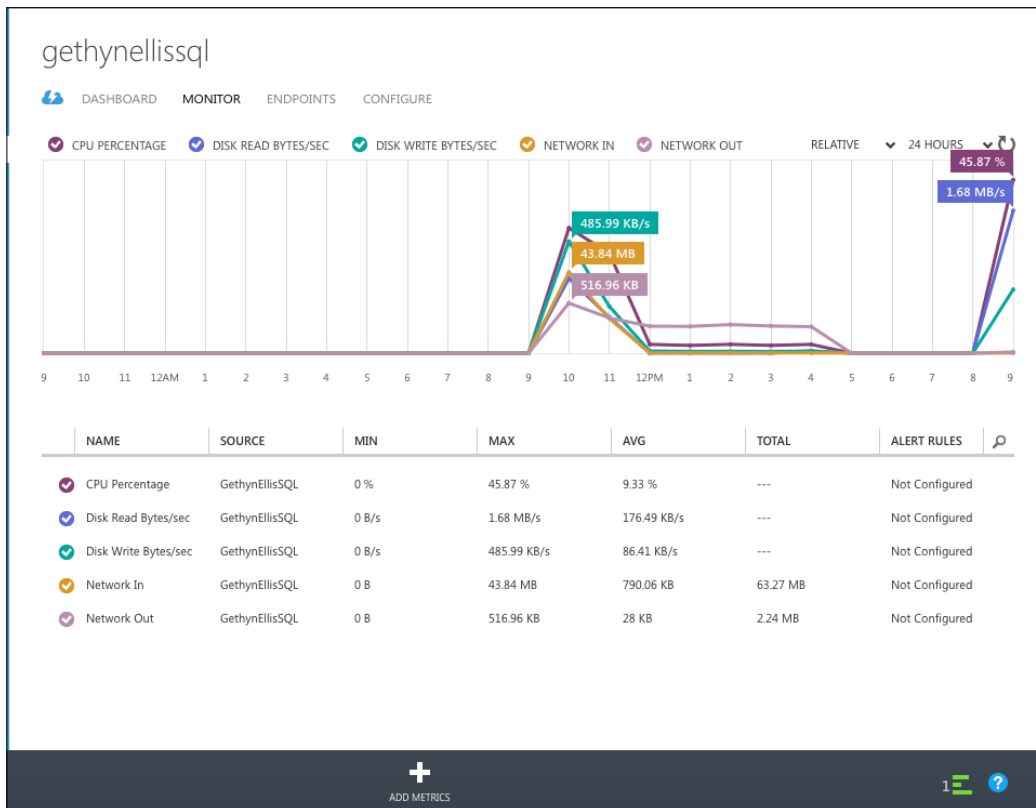 gethynellissql
DASHBOARD MONITOR ENDPOINTS CONFIGURE
CPU PERCENTAGE DISK READ BYTES/SEC DISK WRITE BYTES/SEC NETWORK IN NETWORK OUT RELATIVE 24 HOURS
45.87 %
1.68 MB/s
485.99 KB/s
43.84 MB
516.96 KB
9 10 11 12AM 1 2 3 4 5 6 7 8 9 10 11 12PM 1 2 3 4 5 6 7 8 9
NAME SOURCE MIN MAX AVG TOTAL ALERT RULES
CPU Percentage GethynEllisSQL 0 % 45.87 % 9.33 % --- Not Configured
Disk Read Bytes/sec GethynEllisSQL 0 B/s 1.68 MB/s 176.49 KB/s --- Not Configured
Disk Write Bytes/sec GethynEllisSQL 0 B/s 485.99 KB/s 86.41 KB/s --- Not Configured
Network In GethynEllisSQL 0 B 43.84 MB 790.06 KB 63.27 MB Not Configured
Network Out GethynEllisSQL 0 B 516.96 KB 28 KB 2.24 MB Not Configured
ADD METRICS
1 ?